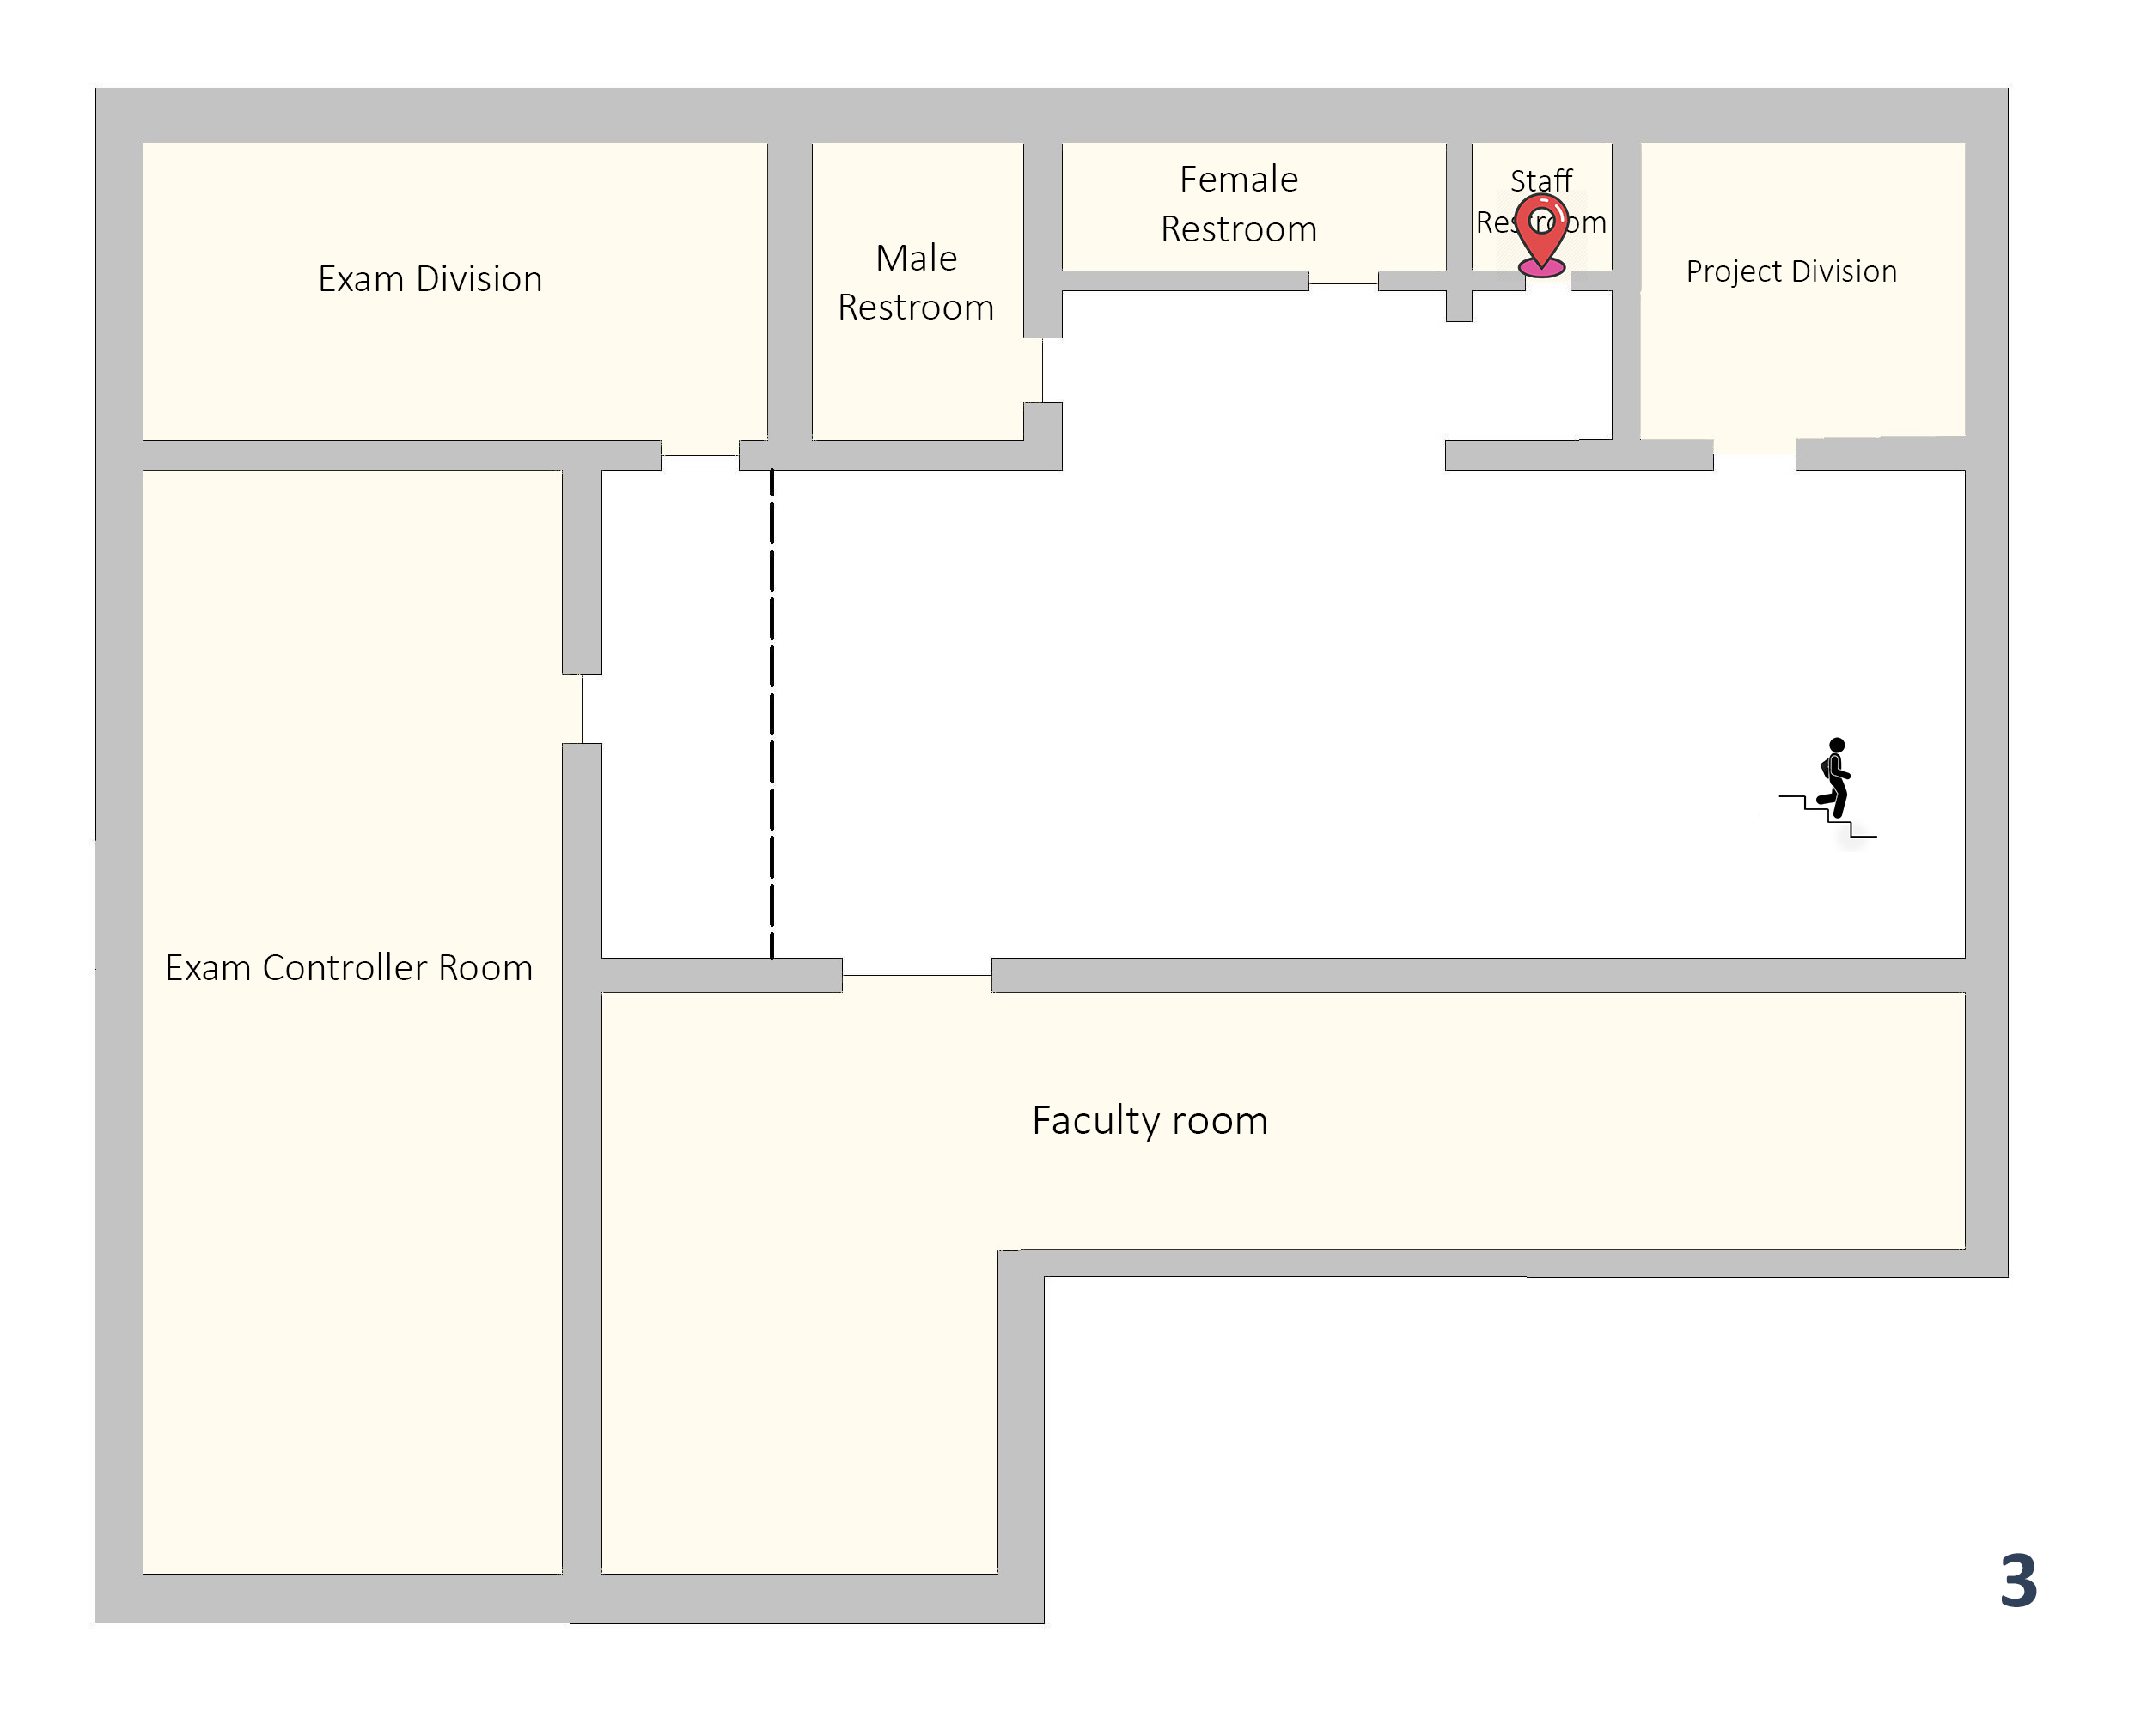 Exam Division
Male
Restroom
Female
Restroom
Staff
Restroom
Project Division
Exam Controller Room
Faculty room
3